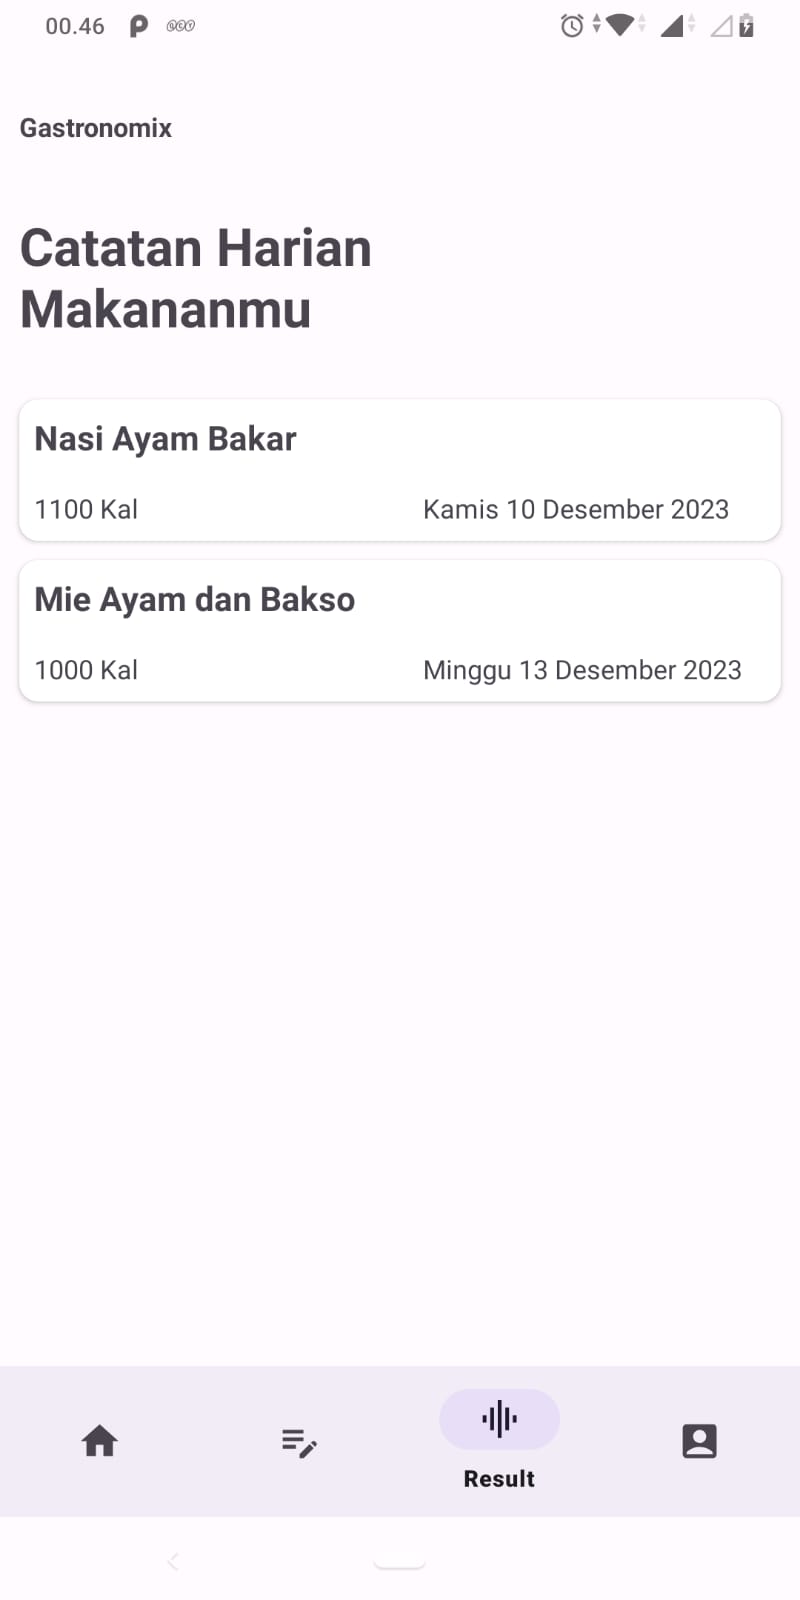 00.46
Gastronomix
Catatan Harian
Makananmu
Nasi Ayam Bakar
1100 Kal Kamis 10 Desember 2023
Mie Ayam dan Bakso
1000 Kal Minggu 13 Desember 2023
Result